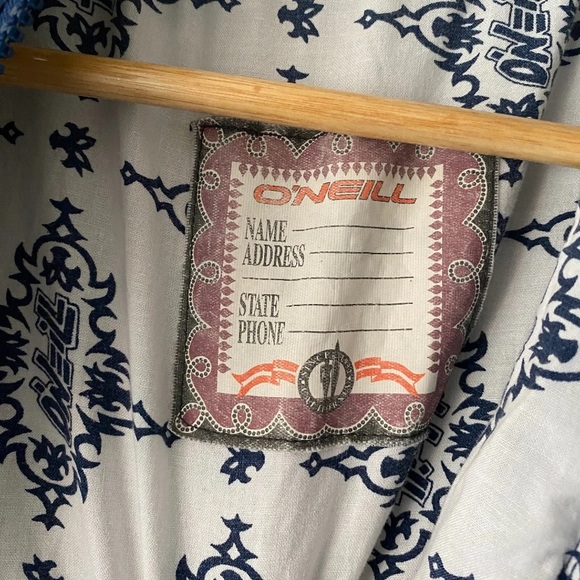 O'NEILL
NAME
ADDRESS
STATE
PHONE
O'NEILL
O'NEILL